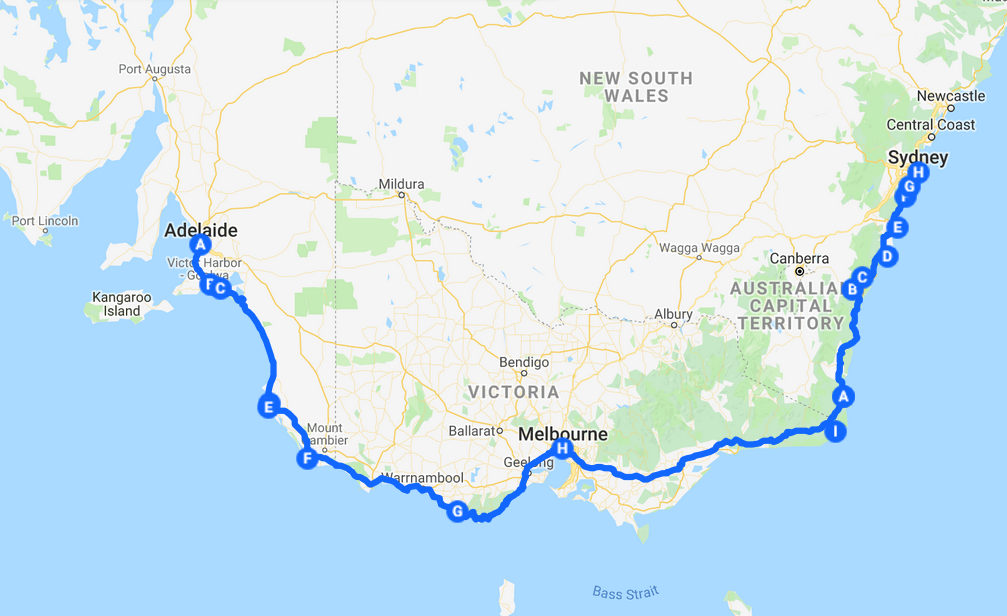 Port Augusta
NEW SOUTH
WALES
Newcastle
Central Coast
Sydney
H
G
Mildura
Port Lincoln
Adelaide
A
E
Wagga Wagga
Canberra
D
Victor Harbor
C
C
B
Kangaroo
Island
AUSTRALIAN
CAPITAL
TERRITORY
Albury
Bendigo
VICTORIA
A
E
Mount
Gambier
Ballarat
Melbourne
I
H
F
Geelong
Warrnambool
G
Bass Strait